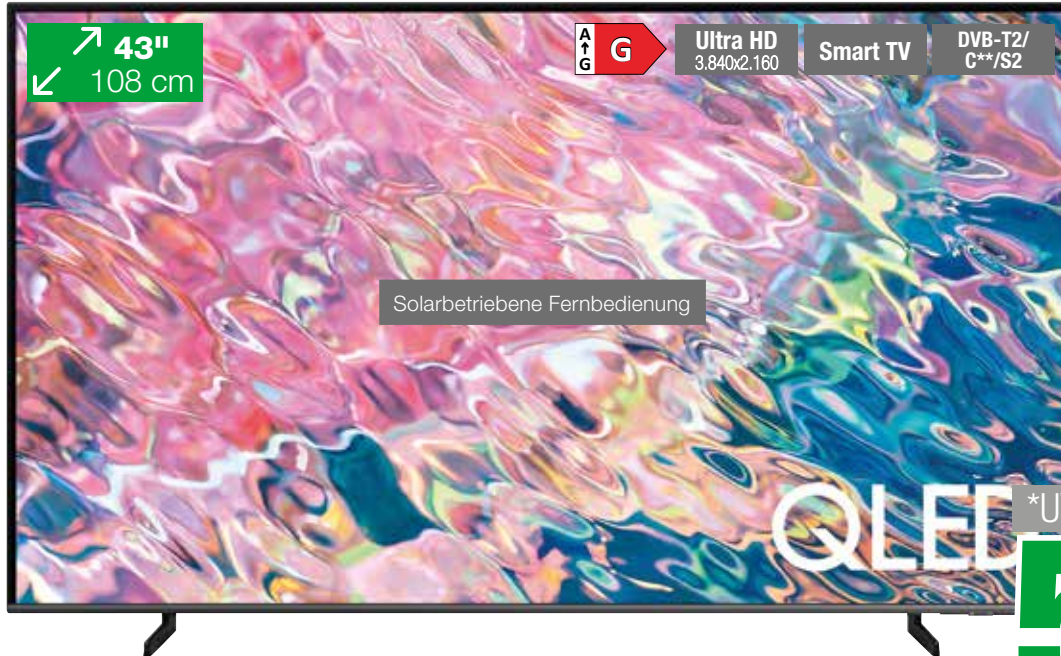 43"
108 cm
A
G
G
Ultra HD
3.840x2.160
Smart TV
DVB-T2/
C**/S2
Solarbetriebene Fernbedienung
QLED
*U